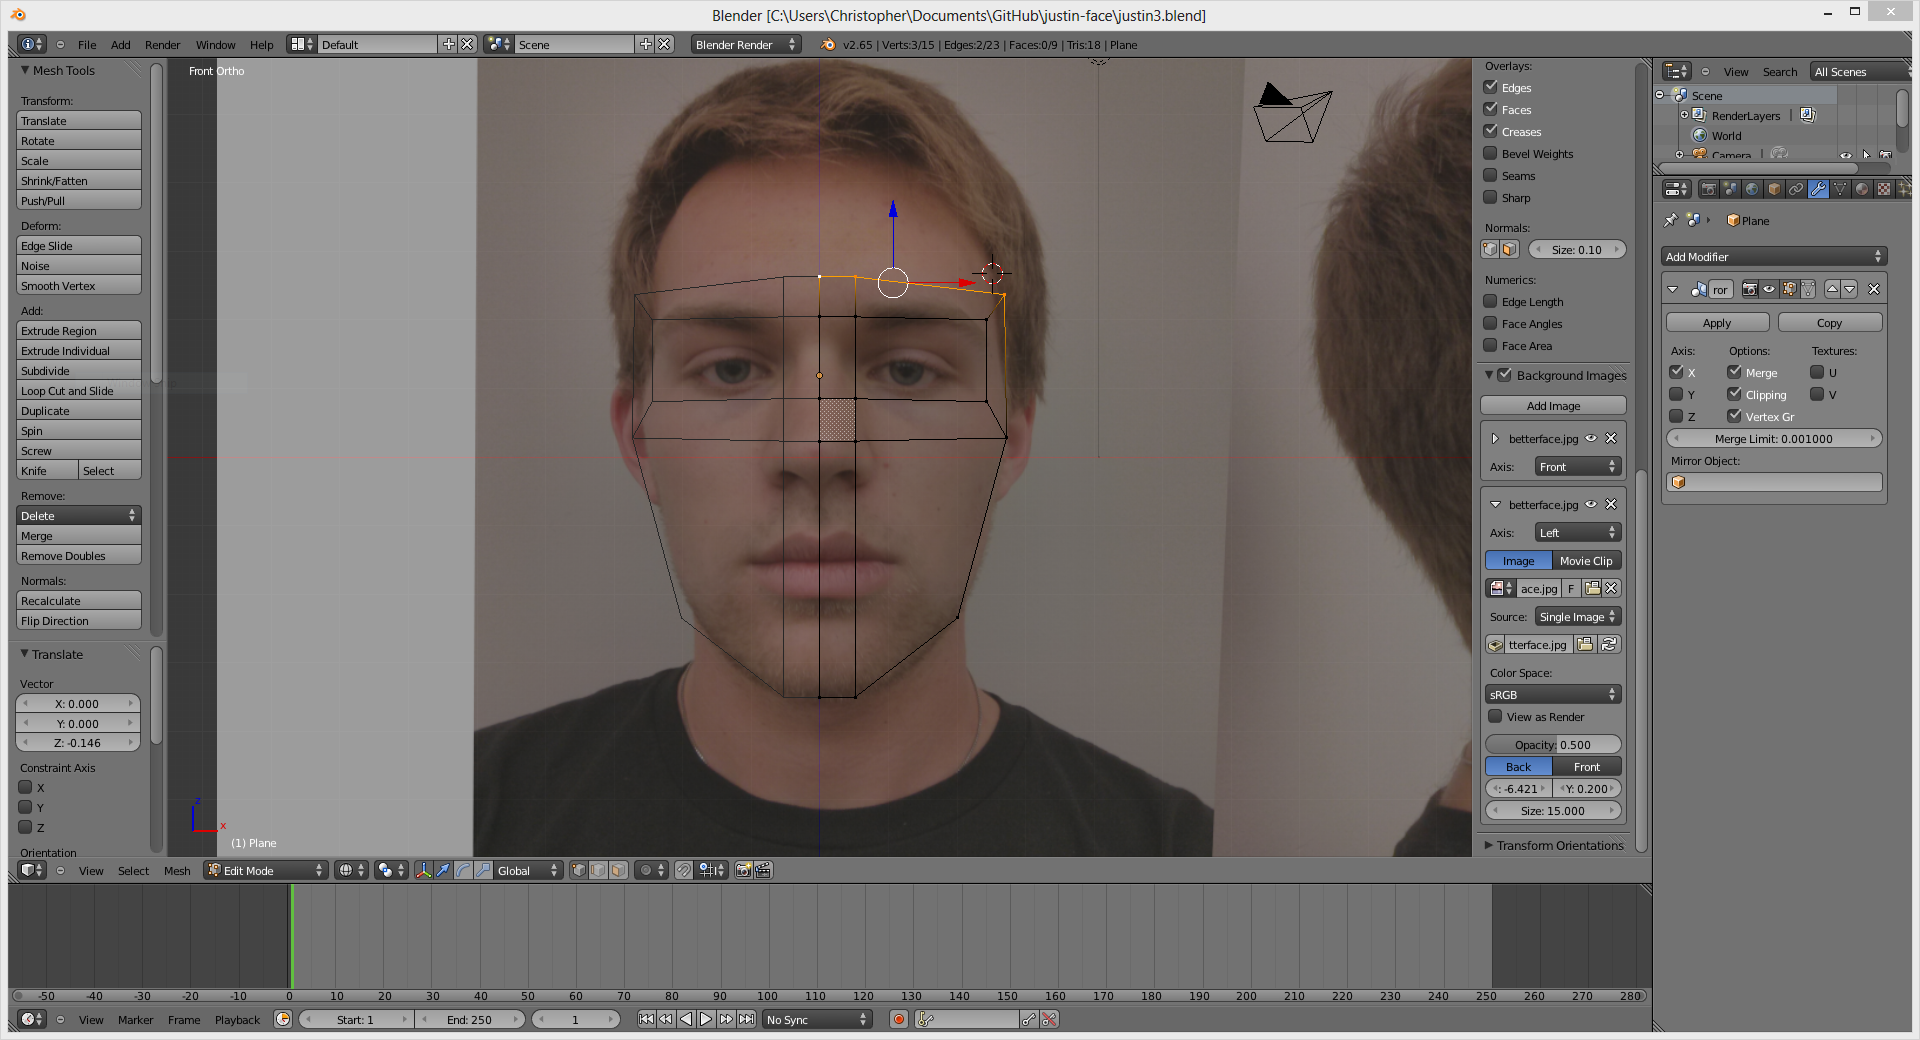 Blender [C:\Users\Christopher\Documents\GitHub\justin-face\justin3.blend]
File Add Render Window Help Default Scene Blender Render v2.65 | Verts:3/15 | Edges:2/23 | Faces:0/9 | Tris:18 | Plane
Mesh Tools
Transform:
Translate
Rotate
Scale
Shrink/Fatten
Push/Pull
Deform:
Edge Slide
Noise
Smooth Vertex
Add:
Extrude Region
Extrude Individual
Subdivide
Loop Cut and Slide
Duplicate
Spin
Screw
Knife Select
Remove:
Delete
Merge
Remove Doubles
Normals:
Recalculate
Flip Direction
Translate
Vector
X: 0.000
Y: 0.000
Z: -0.146
Constraint Axis
X
Y
Z
Orientation
Front Ortho
z
x
(1) Plane
Overlays:
Edges
Faces
Creases
Bevel Weights
Seams
Sharp
Normals:
Size: 0.10
Numerics:
Edge Length
Face Angles
Face Area
Background Images
Add Image
betterface.jpg
Axis: Front
betterface.jpg
Axis: Left
Image Movie Clip
ace.jpg F
Source: Single Image
tterface.jpg
Color Space:
sRGB
View as Render
Opacity: 0.500
Back Front
: -6.421 Y: 0.200
Size: 15.000
Transform Orientations
View Search All Scenes
Scene
RenderLayers |
World
Camera |
Plane
Add Modifier
ror
Apply Copy
Axis: Options: Textures:
X Merge U
Y Clipping V
Z Vertex Gr
Merge Limit: 0.001000
Mirror Object:
View Select Mesh Edit Mode Global
-50 -40 -30 -20 -10 0 10 20 30 40 50 60 70 80 90 100 110 120 130 140 150 160 170 180 190 200 210 220 230 240 250 260 270 280
View Marker Frame Playback Start: 1 End: 250 1 No Sync